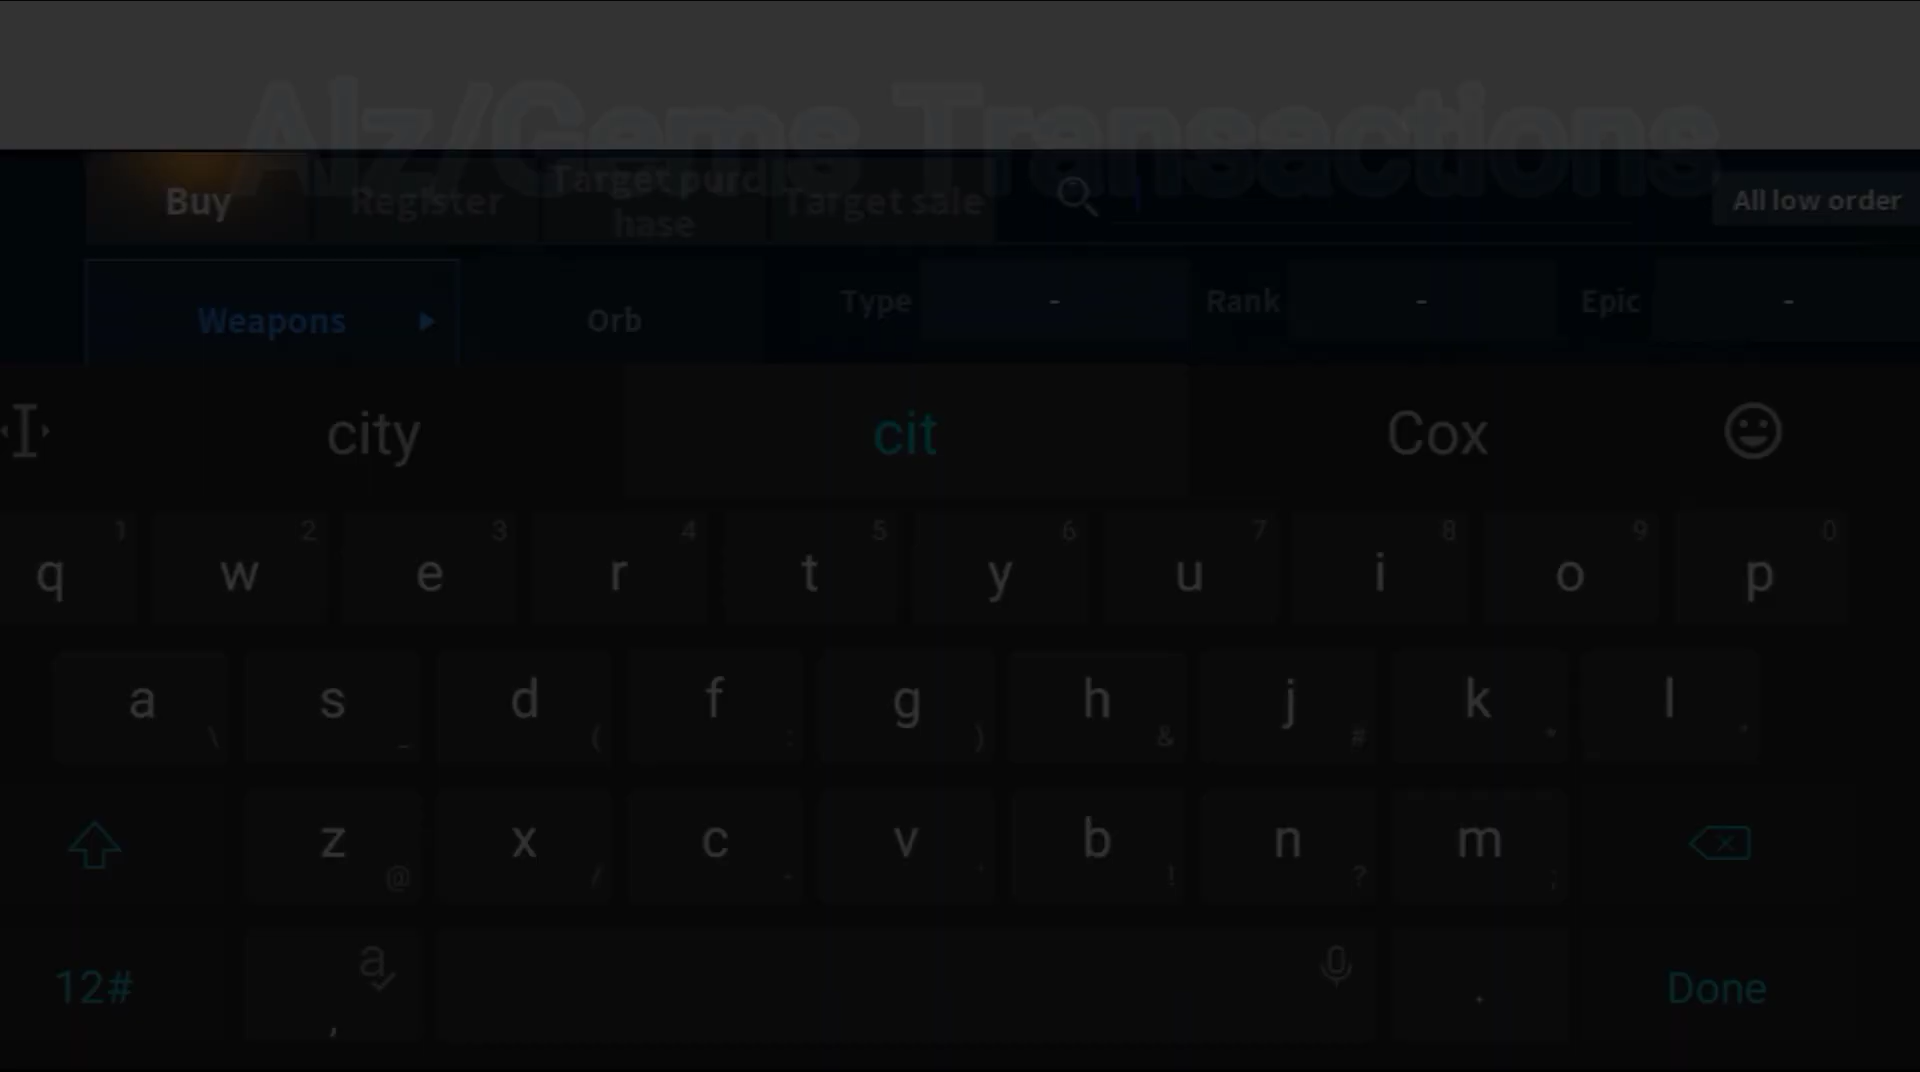 Alz/Gems Transactions
Buy Register Target purc hase Target sale All low order
Weapons Orb Type - Rank - Epic -
city cit Cox
1 2 3 4 5 6 7 8 9 0
q w e r t y u i o p
a s d f g h j k l
\ _ ( : ) & # * "
z x c v b n m
@ / - ' ! ? ;
12# , a . Done